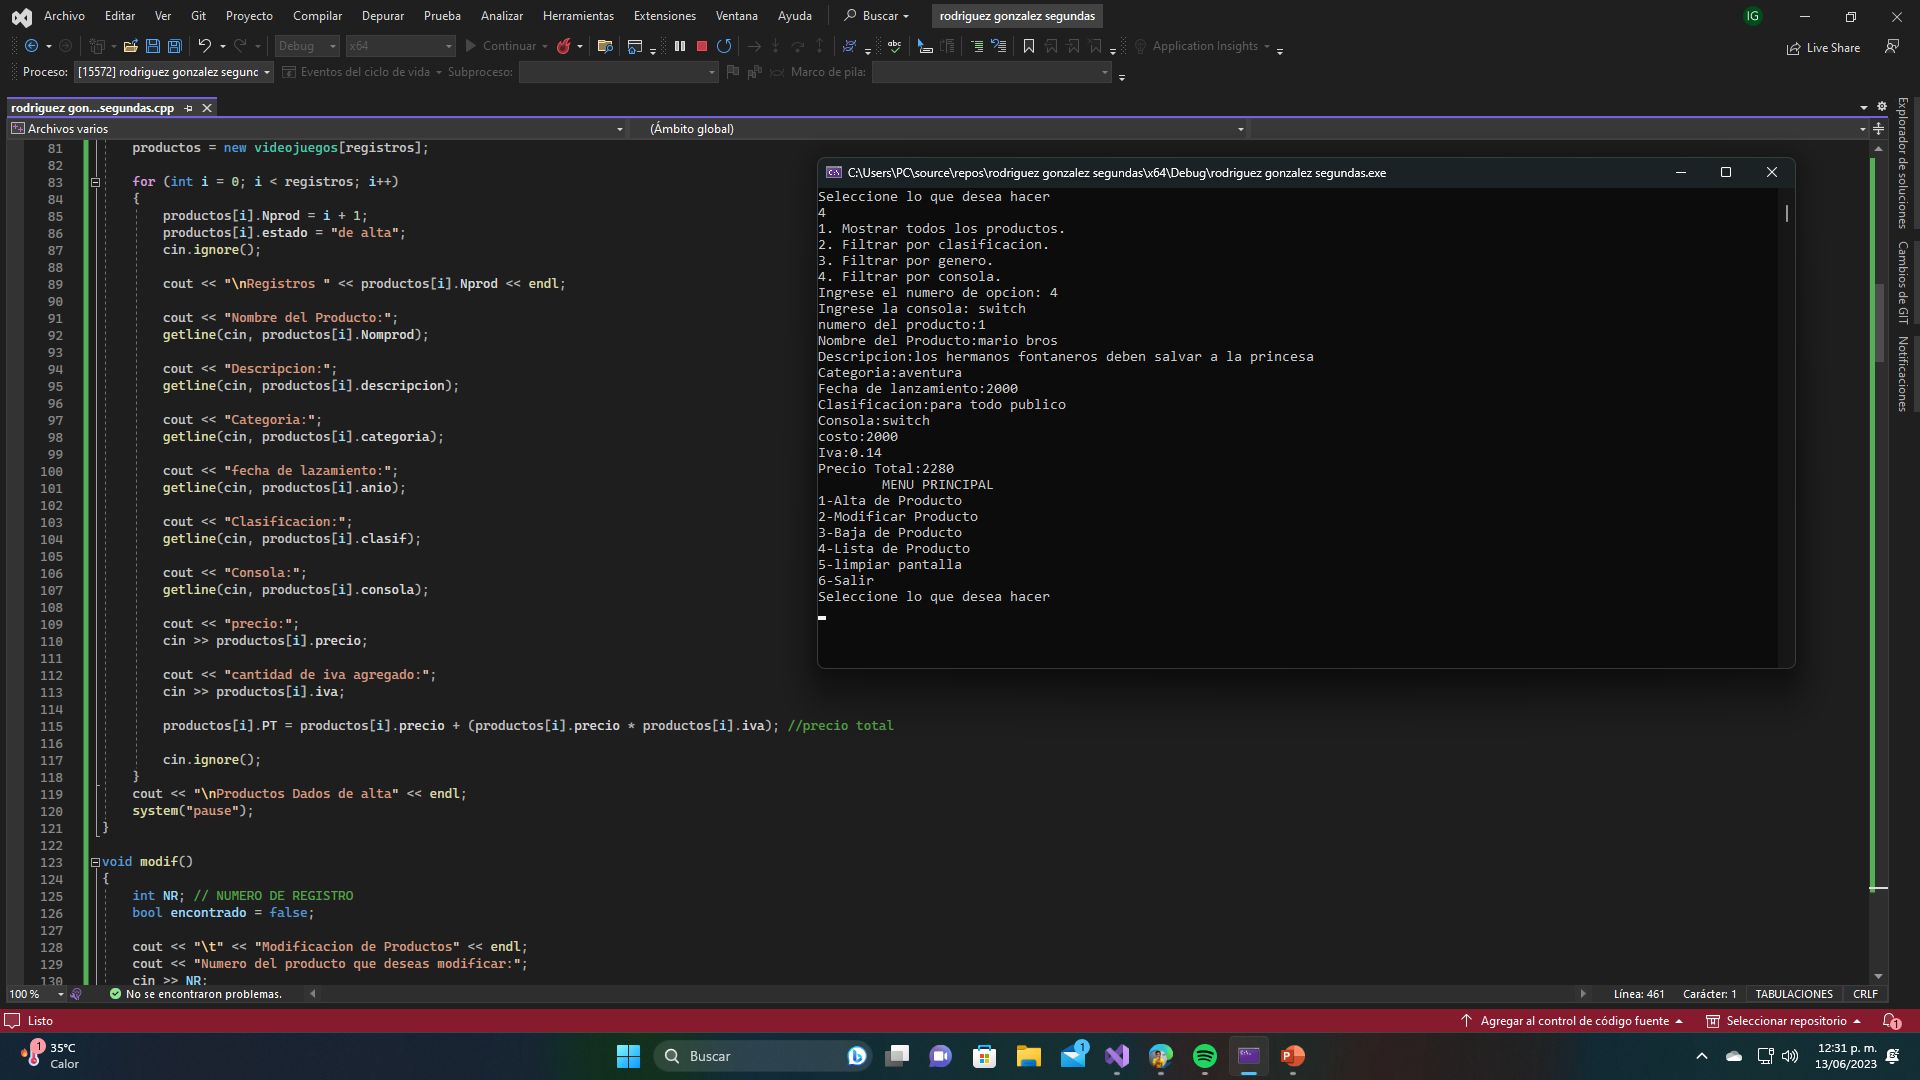 Archivo Editar Ver Git Proyecto Compilar Depurar Prueba Analizar Herramientas Extensiones Ventana Ayuda Buscar rodriguez gonzalez segundas IG
Debug x64 Continuar Application Insights Live Share
Proceso: [15572] rodriguez gonzalez segunc Eventos del ciclo de vida Subproceso: Marco de pila:
rodriguez gon...segundas.cpp
Archivos varios (Ámbito global)
81 productos = new videojuegos[registros];
82
83 for (int i = 0; i < registros; i++)
84 {
85 productos[i].Nprod = i + 1;
86 productos[i].estado = "de alta";
87 cin.ignore();
88
89 cout << "\nRegistros " << productos[i].Nprod << endl;
90
91 cout << "Nombre del Producto:";
92 getline(cin, productos[i].Nomprod);
93
94 cout << "Descripcion:";
95 getline(cin, productos[i].descripcion);
96
97 cout << "Categoria:";
98 getline(cin, productos[i].categoria);
99
100 cout << "fecha de lazamiento:";
101 getline(cin, productos[i].anio);
102
103 cout << "Clasificacion:";
104 getline(cin, productos[i].clasif);
105
106 cout << "Consola:";
107 getline(cin, productos[i].consola);
108
109 cout << "precio:";
110 cin >> productos[i].precio;
111
112 cout << "cantidad de iva agregado:";
113 cin >> productos[i].iva;
114
115 productos[i].PT = productos[i].precio + (productos[i].precio * productos[i].iva); //precio total
116
117 cin.ignore();
118 }
119 cout << "\nProductos Dados de alta" << endl;
120 system("pause");
121 }
122
123 void modif()
124 {
125 int NR; // NUMERO DE REGISTRO
126 bool encontrado = false;
127
128 cout << "\t" << "Modificacion de Productos" << endl;
129 cout << "Numero del producto que deseas modificar:";
130 cin >> NR;
C:\Users\PC\source\repos\rodriguez gonzalez segundas\x64\Debug\rodriguez gonzalez segundas.exe
Seleccione lo que desea hacer
4
1. Mostrar todos los productos.
2. Filtrar por clasificacion.
3. Filtrar por genero.
4. Filtrar por consola.
Ingrese el numero de opcion: 4
Ingrese la consola: switch
numero del producto:1
Nombre del Producto:mario bros
Descripcion:los hermanos fontaneros deben salvar a la princesa
Categoria:aventura
Fecha de lanzamiento:2000
Clasificacion:para todo publico
Consola:switch
costo:2000
Iva:0.14
Precio Total:2280
MENU PRINCIPAL
1-Alta de Producto
2-Modificar Producto
3-Baja de Producto
4-Lista de Producto
5-limpiar pantalla
6-Salir
Seleccione lo que desea hacer
Explorador de soluciones
Cambios de GIT
Notificaciones
100 % No se encontraron problemas. Línea: 461 Carácter: 1 TABULACIONES CRLF
Listo Agregar al control de código fuente Seleccionar repositorio 1
1 35°C
Calor
Buscar
1
12:31 p. m.
13/06/2023